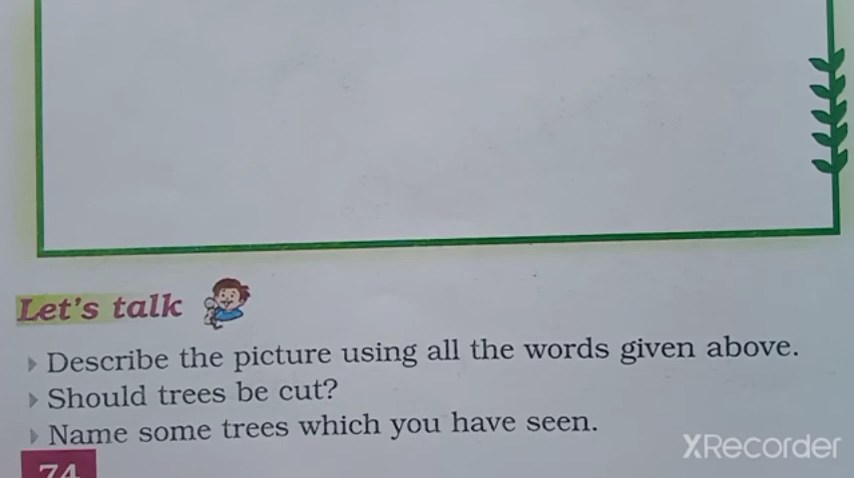 Let's talk
Describe the picture using all the words given above.
Should trees be cut?
Name some trees which you have seen.
74
XRecorder